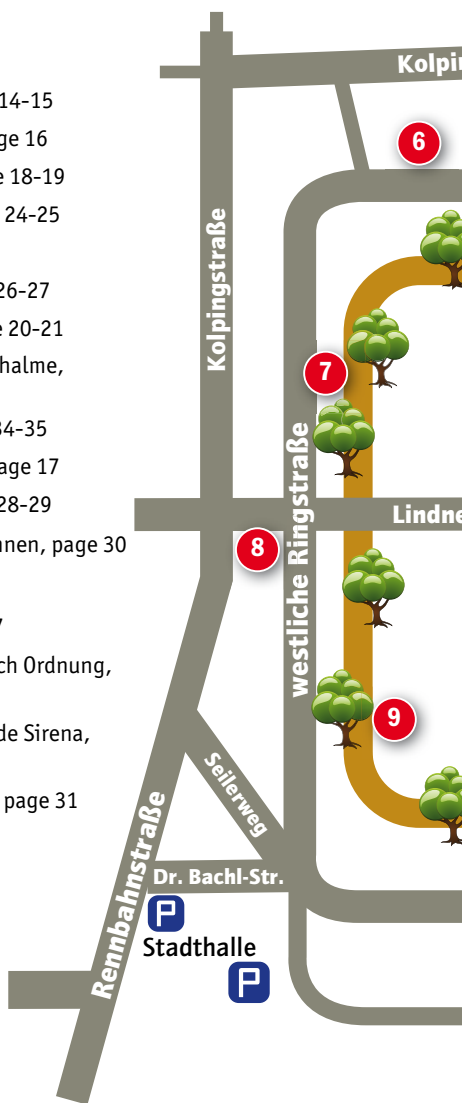 14-15
ge 16
e 18-19
24-25
26-27
e 20-21
halme,
34-35
age 17
28-29
nnen, page 30
ch Ordnung,
de Sirena,
page 31
Kolpin
6
Kolpingstraße
7
westliche Ringstraße
Lindne
8
9
Seilerweg
Rennbahnstraße
Dr. Bachl-Str.
P
Stadthalle
P